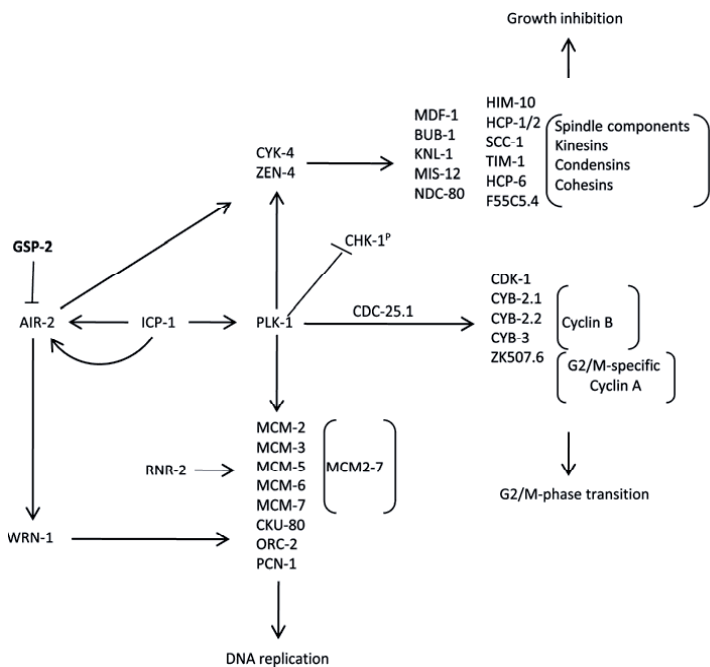 Growth inhibition
MDF-1
BUB-1
KNL-1
MIS-12
NDC-80
HIM-10
HCP-1/2
SCC-1
TIM-1
HCP-6
F55C5.4
Spindle components
Kinesins
Condensins
Cohesins
CYK-4
ZEN-4
GSP-2
CHK-1ᴾ
AIR-2
ICP-1
PLK-1
CDC-25.1
CDK-1
CYB-2.1
CYB-2.2
CYB-3
ZK507.6
Cyclin B
G2/M-specific
Cyclin A
G2/M-phase transition
RNR-2
MCM-2
MCM-3
MCM-5
MCM-6
MCM-7
CKU-80
ORC-2
PCN-1
MCM2-7
WRN-1
DNA replication